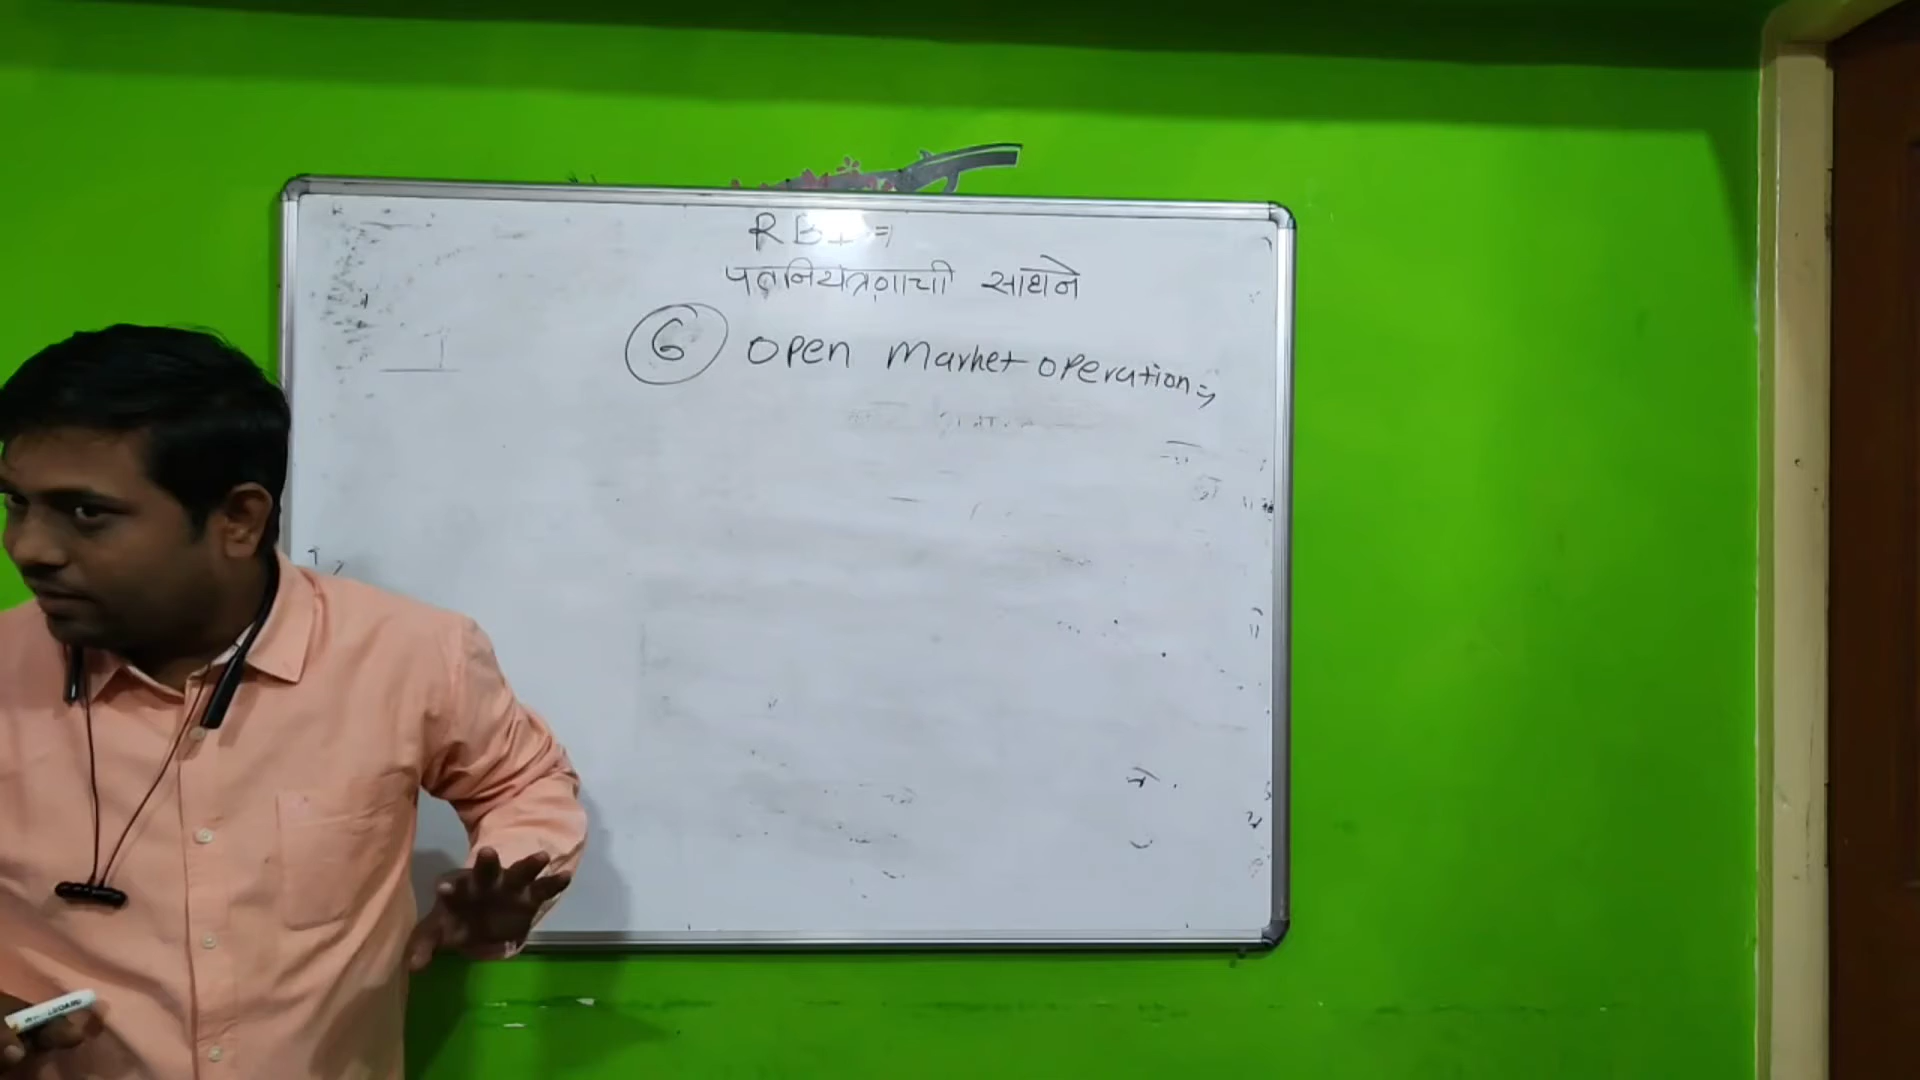 RBI ⇒
पतनियंत्रणाची साधने
6 Open Market operation ⇒